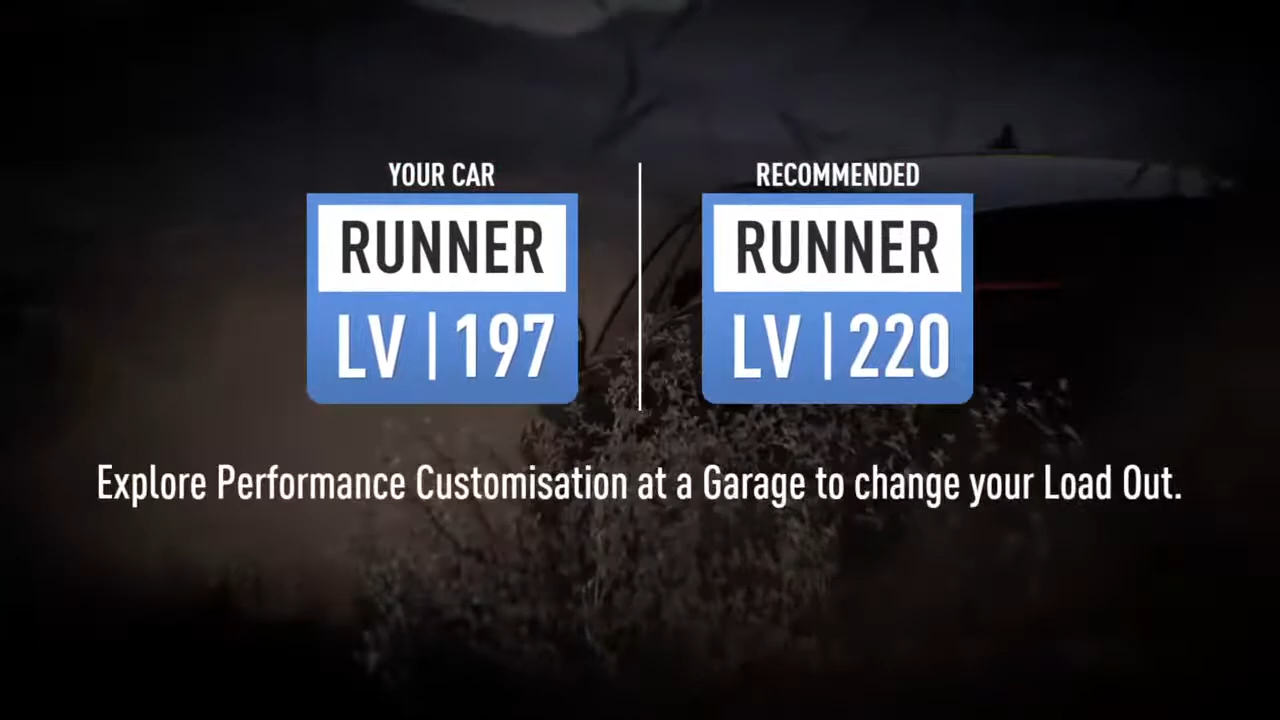 YOUR CAR
RUNNER
LV | 197
RECOMMENDED
RUNNER
LV | 220
Explore Performance Customisation at a Garage to change your Load Out.